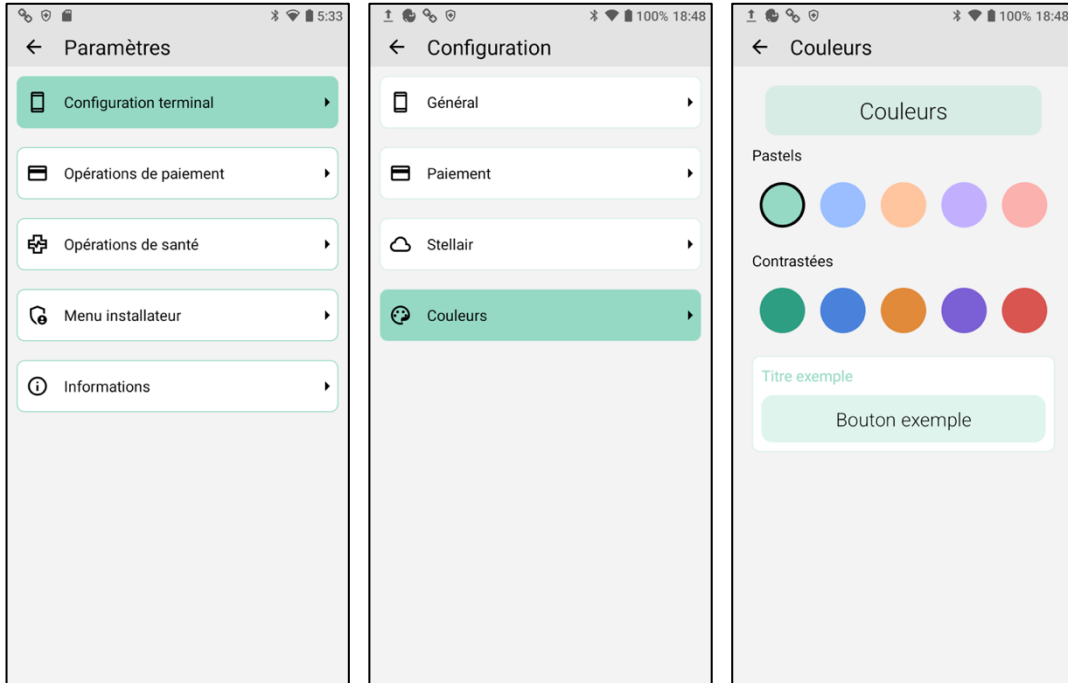 5:33
Paramètres
Configuration terminal
Opérations de paiement
Opérations de santé
Menu installateur
Informations
100% 18:48
Configuration
Général
Paiement
Stellair
Couleurs
100% 18:48
Couleurs
Couleurs
Pastels
Contrastées
Titre exemple
Bouton exemple